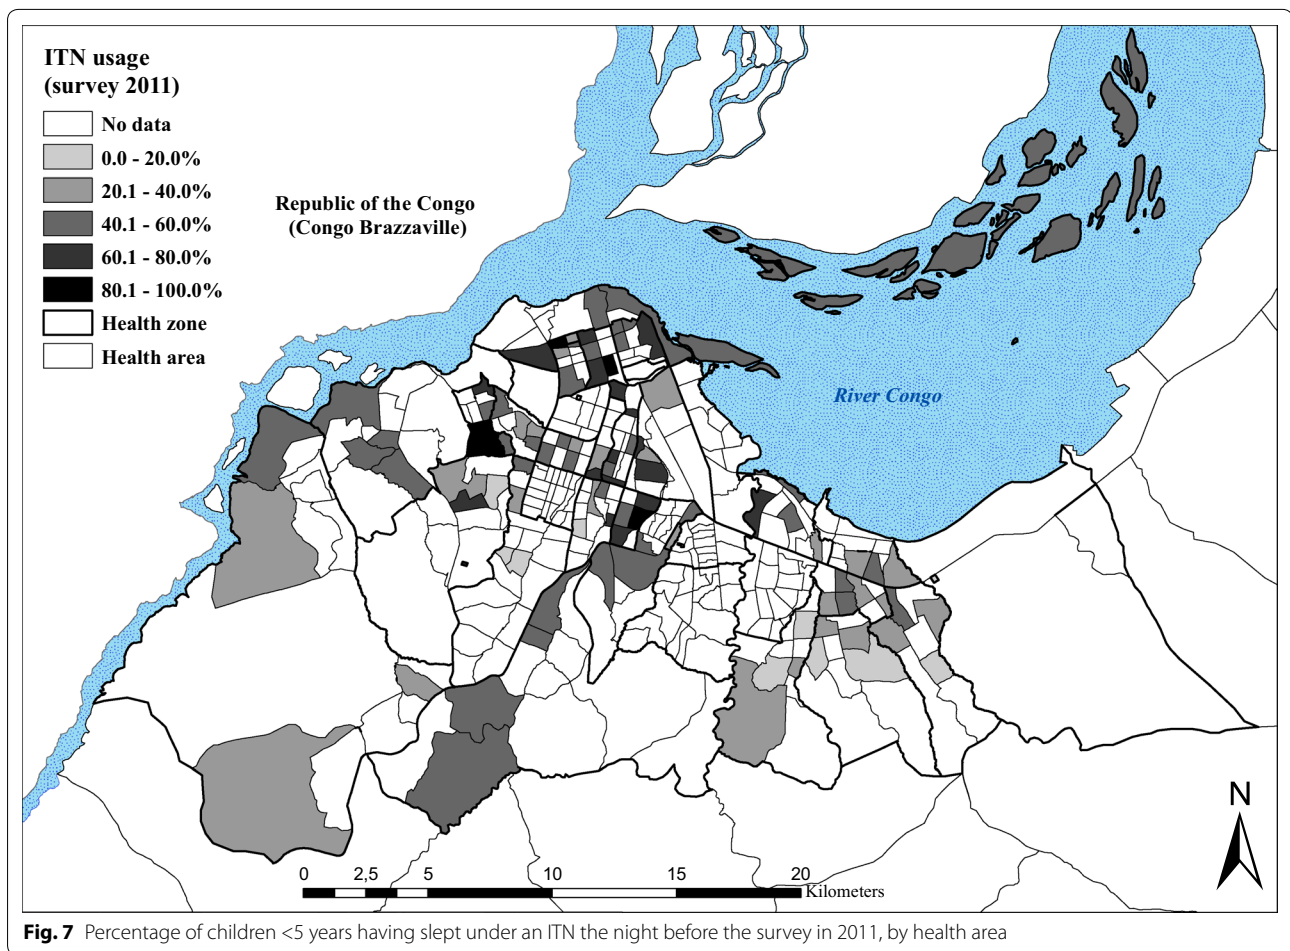 ITN usage
(survey 2011)
No data
0.0 - 20.0%
20.1 - 40.0%
40.1 - 60.0%
60.1 - 80.0%
80.1 - 100.0%
Health zone
Health area
Republic of the Congo
(Congo Brazzaville)
River Congo
N
0 2,5 5 10 15 20
Kilometers
Fig. 7 Percentage of children <5 years having slept under an ITN the night before the survey in 2011, by health area